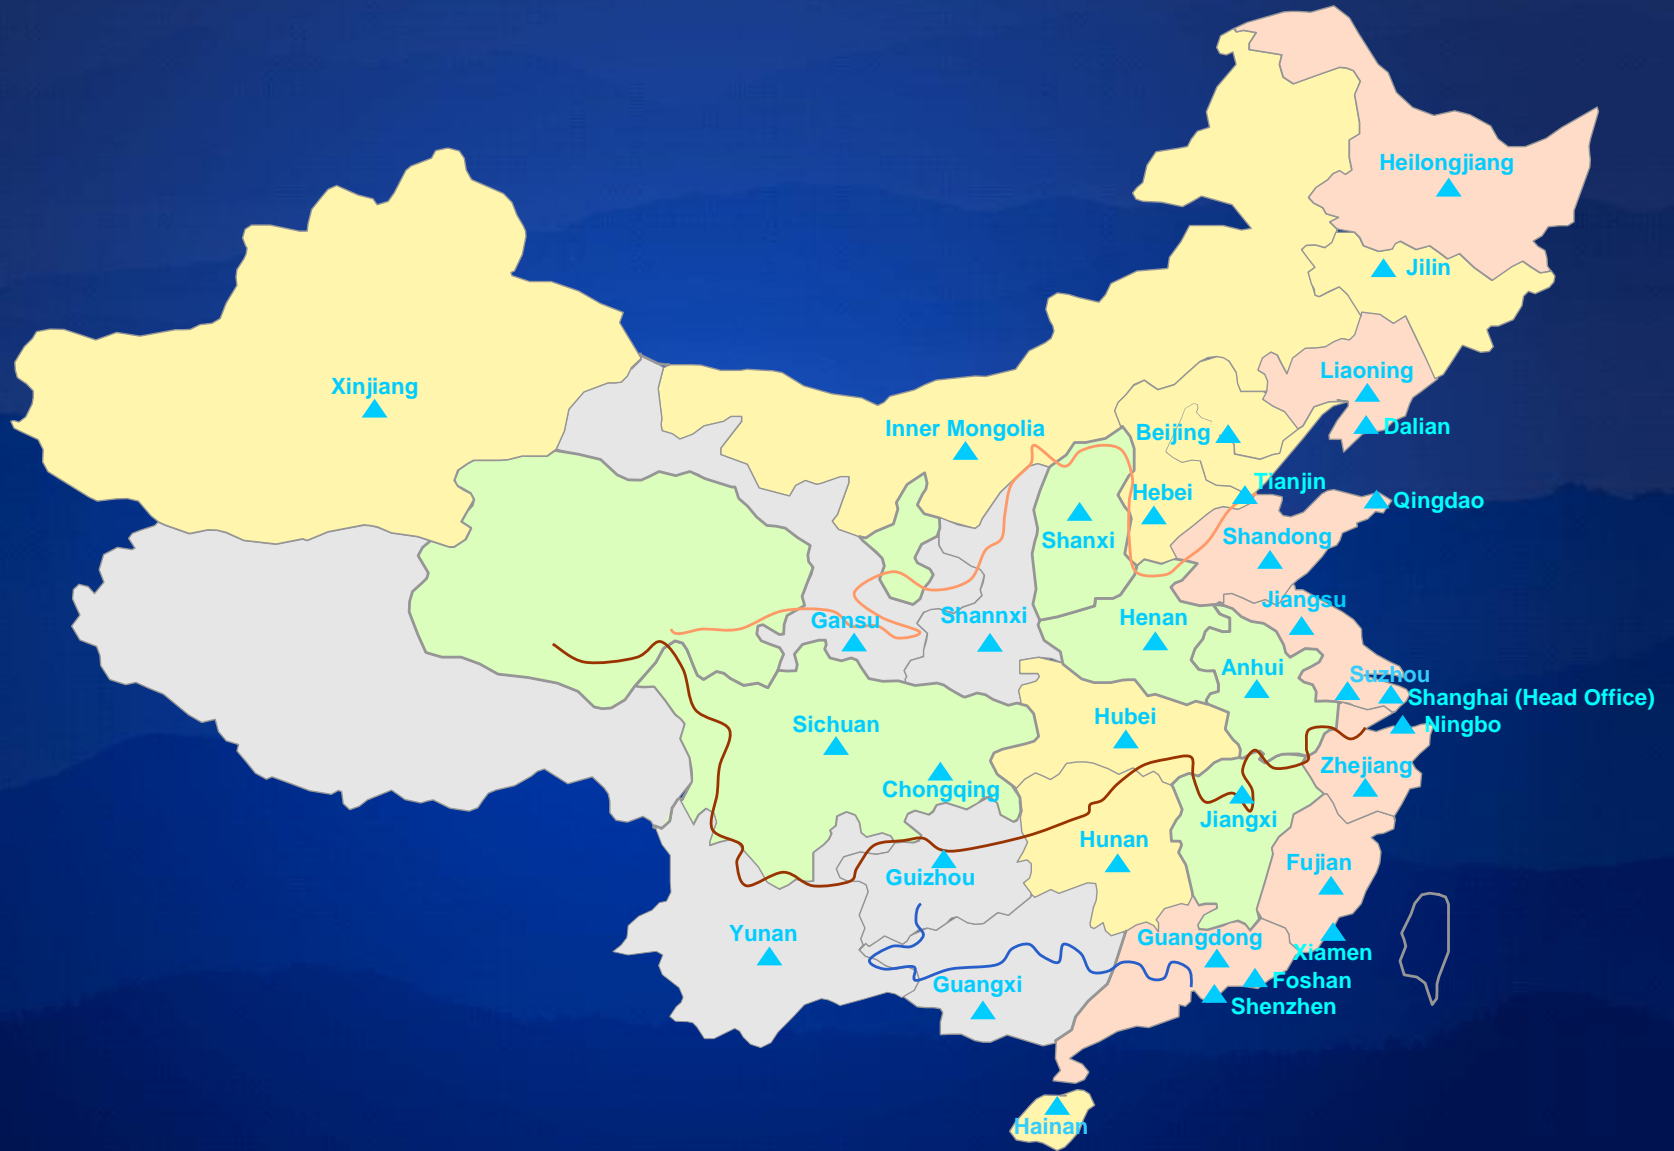 Heilongjiang
Jilin
Liaoning
Xinjiang
Dalian
Inner Mongolia
Beijing
Tianjin
Hebei
Qingdao
Shandong
Shanxi
Jiangsu
Gansu
Shannxi
Henan
Anhui
Suzhou
Shanghai (Head Office)
Hubei
Sichuan
Ningbo
Zhejiang
Chongqing
Jiangxi
Hunan
Fujian
Guizhou
Yunan
Guangdong
Xiamen
Foshan
Guangxi
Shenzhen
Hainan